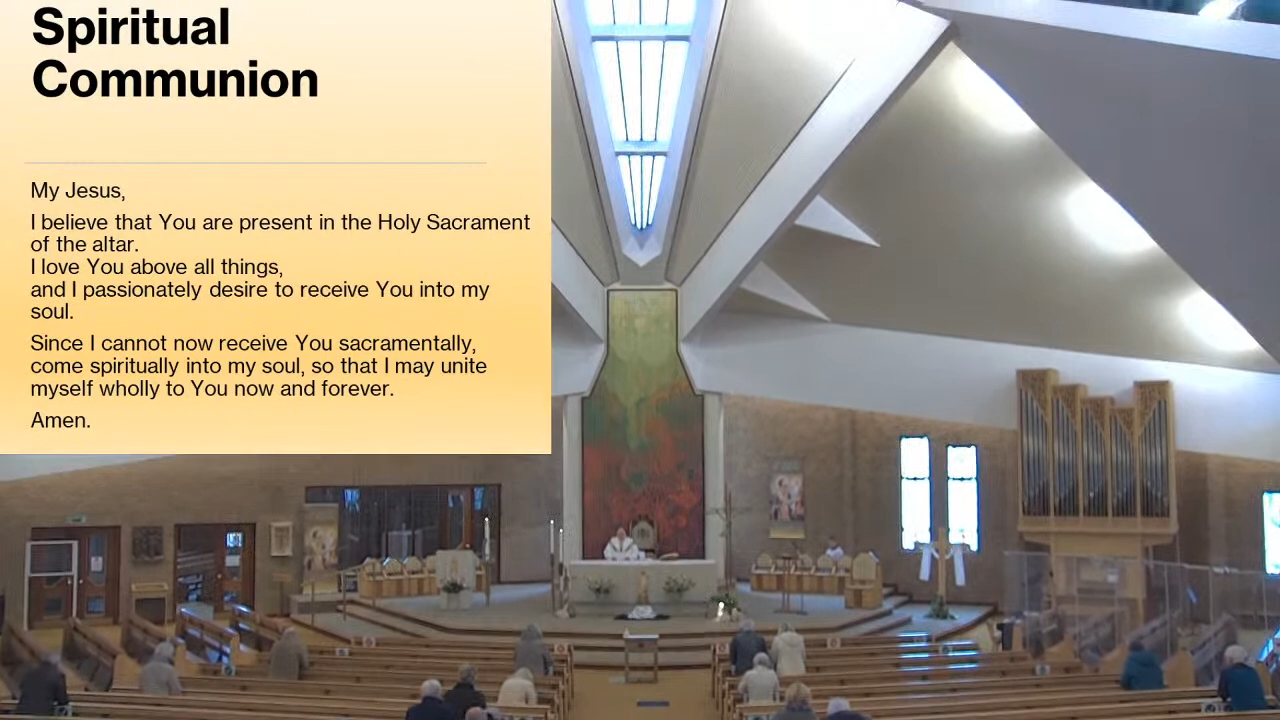 Spiritual
Communion
My Jesus,
I believe that You are present in the Holy Sacrament
of the altar.
I love You above all things,
and I passionately desire to receive You into my
soul.
Since I cannot now receive You sacramentally,
come spiritually into my soul, so that I may unite
myself wholly to You now and forever.
Amen.